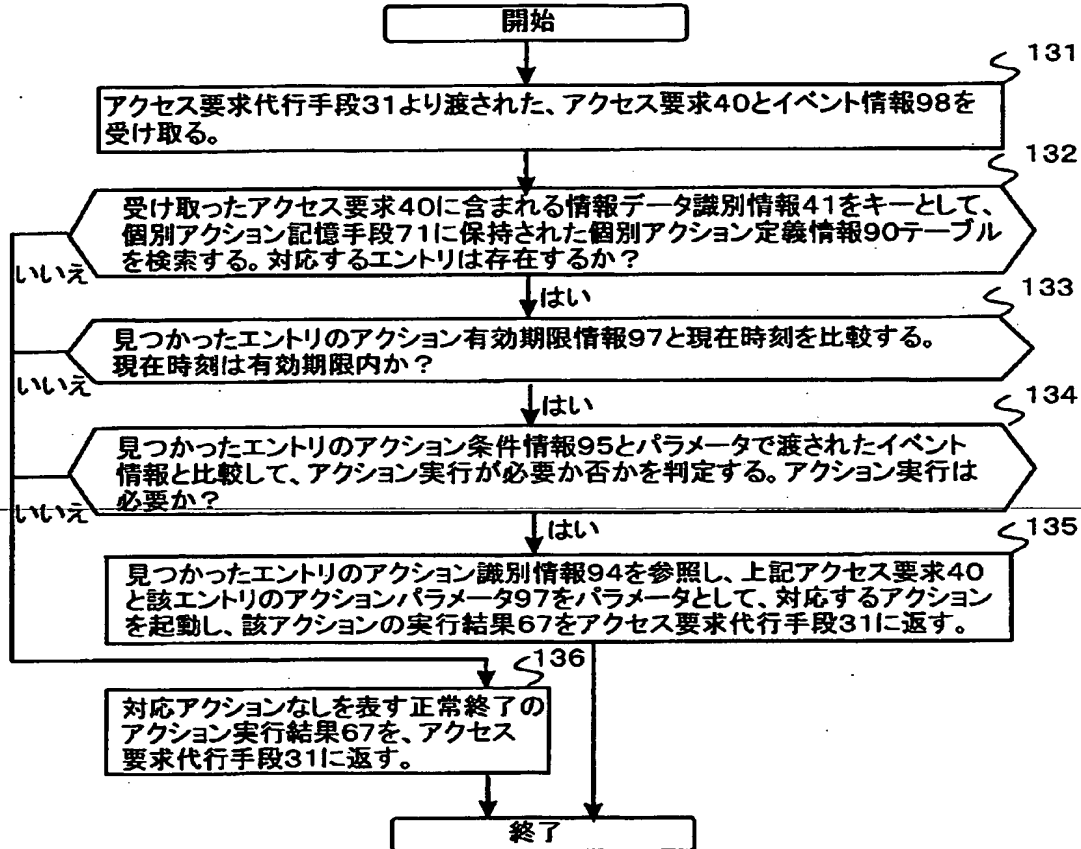 開始
131
アクセス要求代行手段31より渡された、アクセス要求40とイベント情報98を
受け取る。
132
受け取ったアクセス要求40に含まれる情報データ識別情報41をキーとして、
個別アクション記憶手段71に保持された個別アクション定義情報90テーブル
を検索する。対応するエントリは存在するか？
いいえ
はい
133
見つかったエントリのアクション有効期限情報97と現在時刻を比較する。
現在時刻は有効期限内か？
いいえ
はい
134
見つかったエントリのアクション条件情報95とパラメータで渡されたイベント
情報と比較して、アクション実行が必要か否かを判定する。アクション実行は
必要か？
いいえ
はい
135
見つかったエントリのアクション識別情報94を参照し、上記アクセス要求40
と該エントリのアクションパラメータ97をパラメータとして、対応するアクション
を起動し、該アクションの実行結果67をアクセス要求代行手段31に返す。
136
対応アクションなしを表す正常終了の
アクション実行結果67を、アクセス
要求代行手段31に返す。
終了